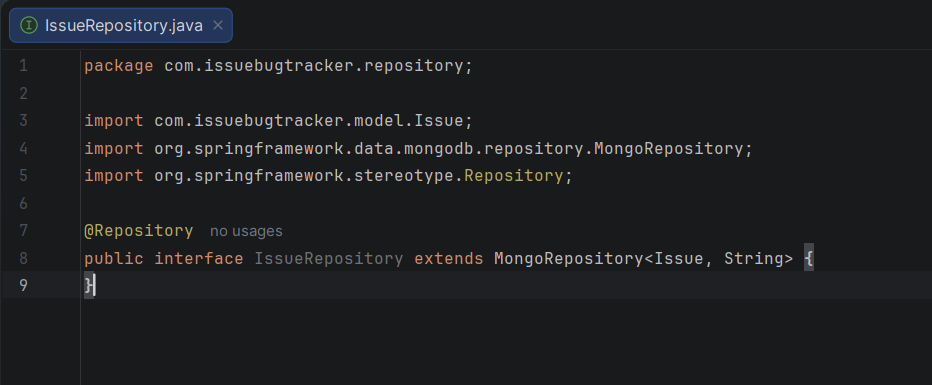 IssueRepository.java
1 package com.issuebugtracker.repository;
2
3 import com.issuebugtracker.model.Issue;
4 import org.springframework.data.mongodb.repository.MongoRepository;
5 import org.springframework.stereotype.Repository;
6
7 @Repository no usages
8 public interface IssueRepository extends MongoRepository<Issue, String> {
9 }